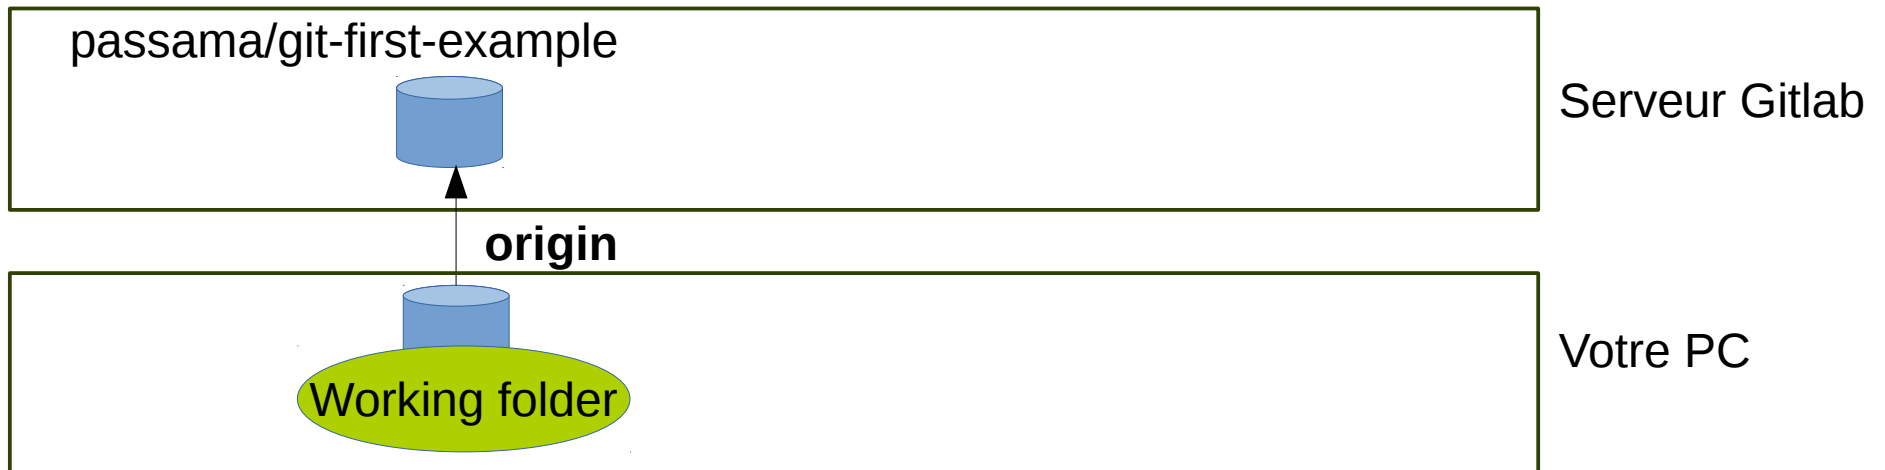 passama/git-first-example
Serveur Gitlab
origin
Votre PC
Working folder